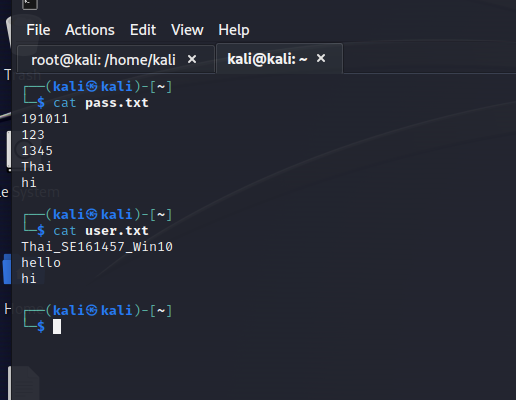 File Actions Edit View Help
root@kali: /home/kali × kali@kali: ~ ×
┌──(kali㉿kali)-[~]
└─$ cat pass.txt
191011
123
1345
Thai
hi
┌──(kali㉿kali)-[~]
└─$ cat user.txt
Thai_SE161457_Win10
hello
hi
┌──(kali㉿kali)-[~]
└─$